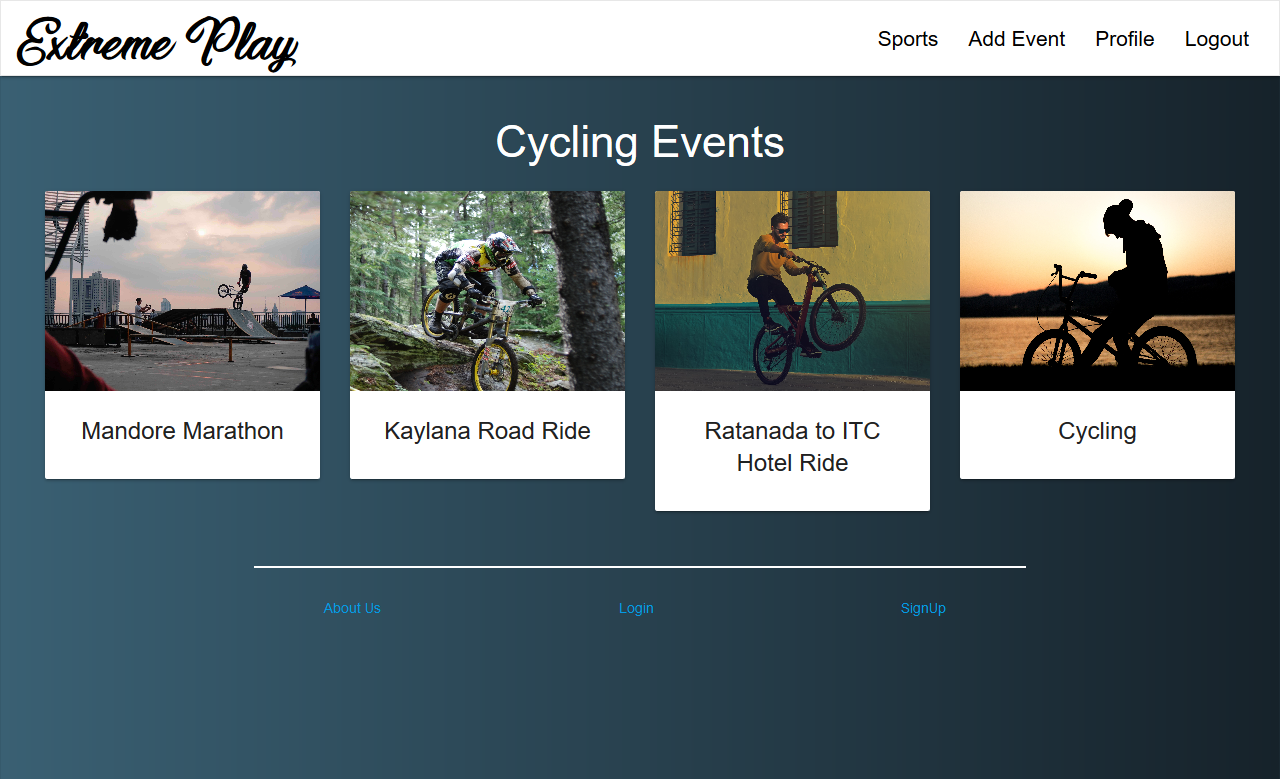 Extreme Play
Sports Add Event Profile Logout
Cycling Events
Mandore Marathon
Kaylana Road Ride
Ratanada to ITC
Hotel Ride
Cycling
About Us Login SignUp